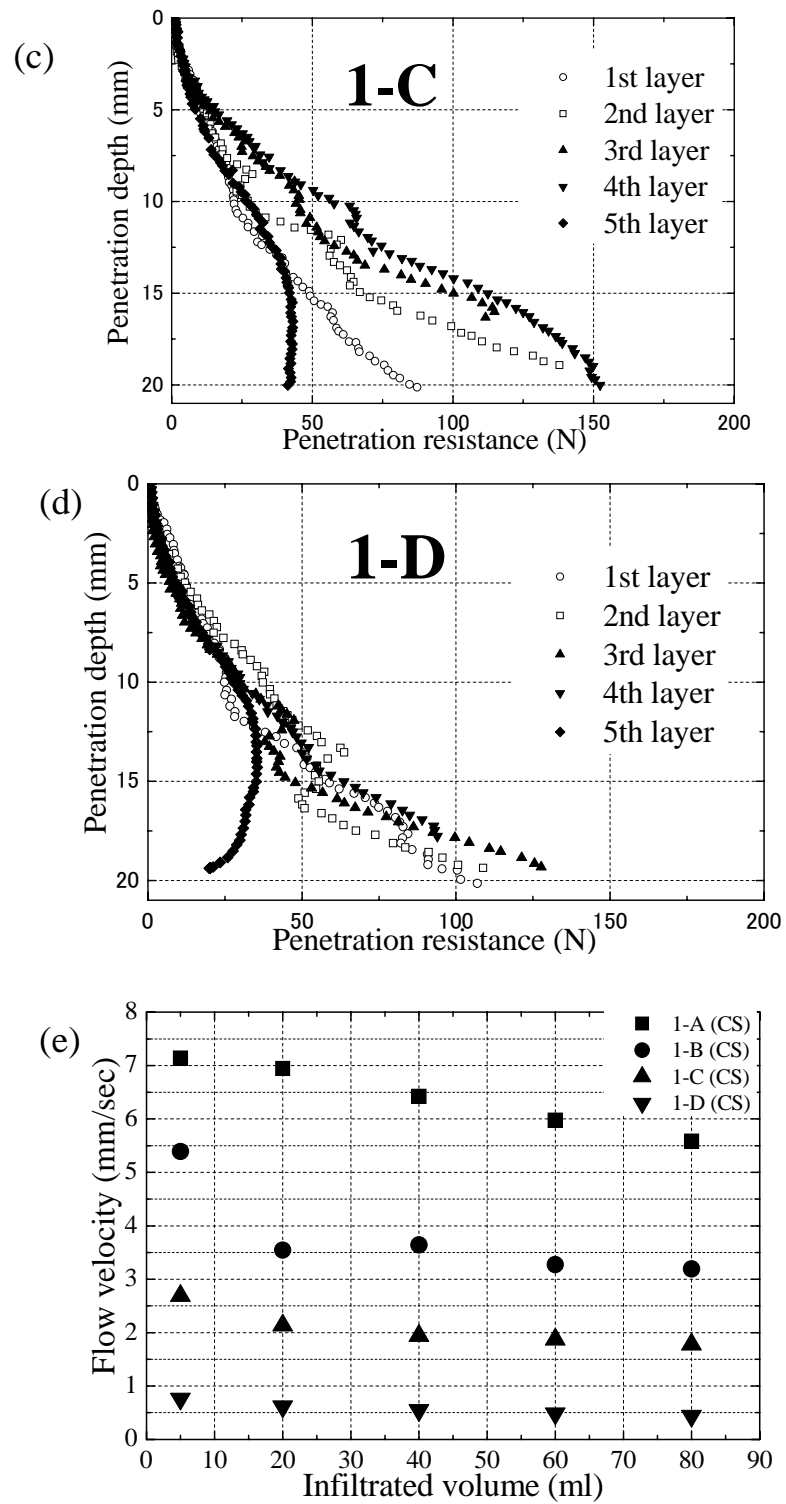 (c)
1-C
1st layer
2nd layer
3rd layer
4th layer
5th layer
0
5
10
15
20
Penetration depth (mm)
0
50
100
150
200
Penetration resistance (N)
(d)
1-D
1st layer
2nd layer
3rd layer
4th layer
5th layer
0
5
10
15
20
Penetration depth (mm)
0
50
100
150
200
Penetration resistance (N)
(e)
1-A (CS)
1-B (CS)
1-C (CS)
1-D (CS)
8
7
6
5
4
3
2
1
0
Flow velocity (mm/sec)
0 10 20 30 40 50 60 70 80 90
Infiltrated volume (ml)